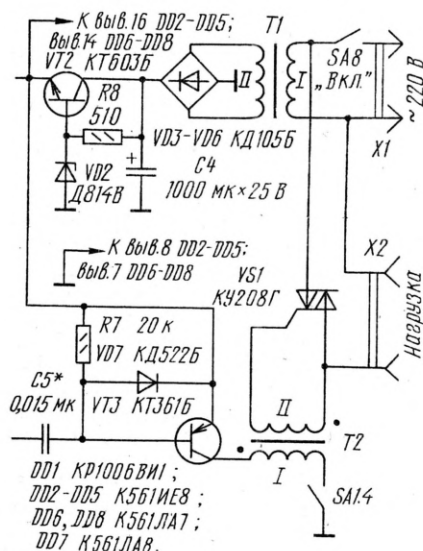 К выв.16 DD2-DD5;
выв.14 DD6-DD8
VT2 КТ603Б
T1
SA8
„Вкл."
~ 220 В
R8
510
II
I
VD3-VD6 КД105Б
X1
VD2
Д814В
+
C4
1000 мк×25 В
К выв.8 DD2-DD5;
выв.7 DD6-DD8
VS1
КУ208Г
X2
Нагрузка
R7 20 к
VD7 КД522Б
C5*
0,015 мк
VT3 КТ361Б
II
T2
I
SA1.4
DD1 КР1006ВИ1;
DD2-DD5 К561ИЕ8;
DD6, DD8 К561ЛА7;
DD7 К561ЛА8.